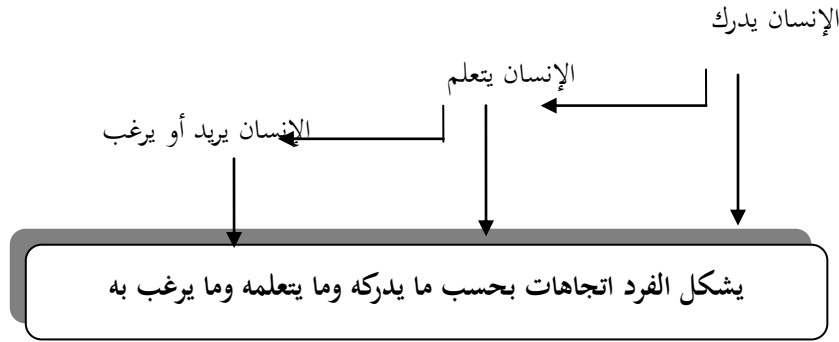 الإنسان يدرك
الإنسان يتعلم
الإنسان يريد أو يرغب
يشكل الفرد اتجاهات بحسب ما يدركه وما يتعلمه وما يرغب به